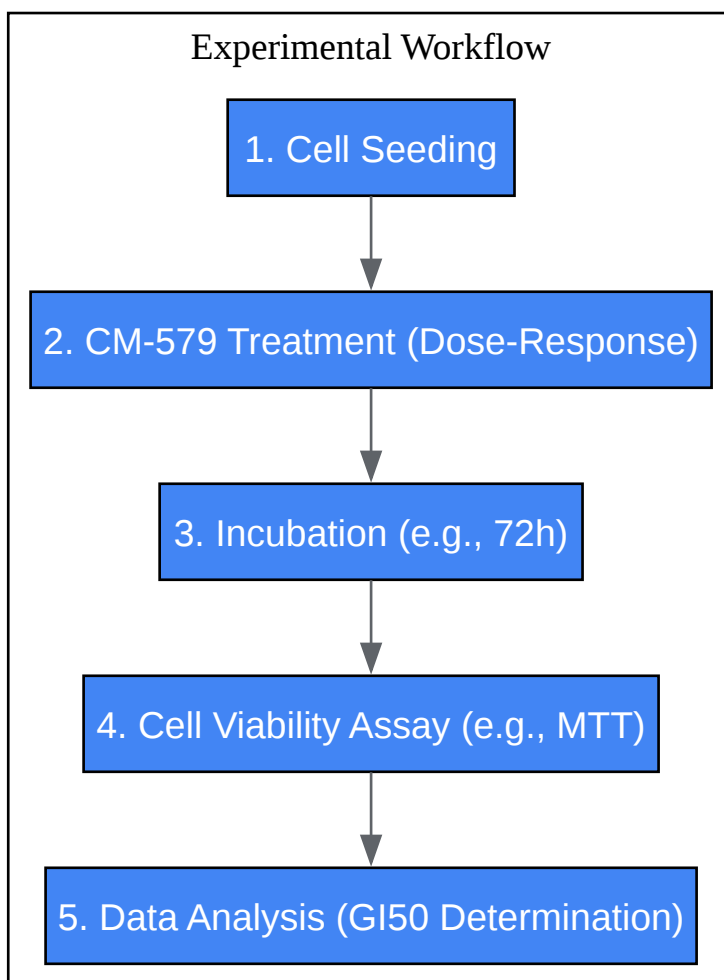 Experimental Workflow
1. Cell Seeding
2. CM-579 Treatment (Dose-Response)
3. Incubation (e.g., 72h)
4. Cell Viability Assay (e.g., MTT)
5. Data Analysis (GI50 Determination)